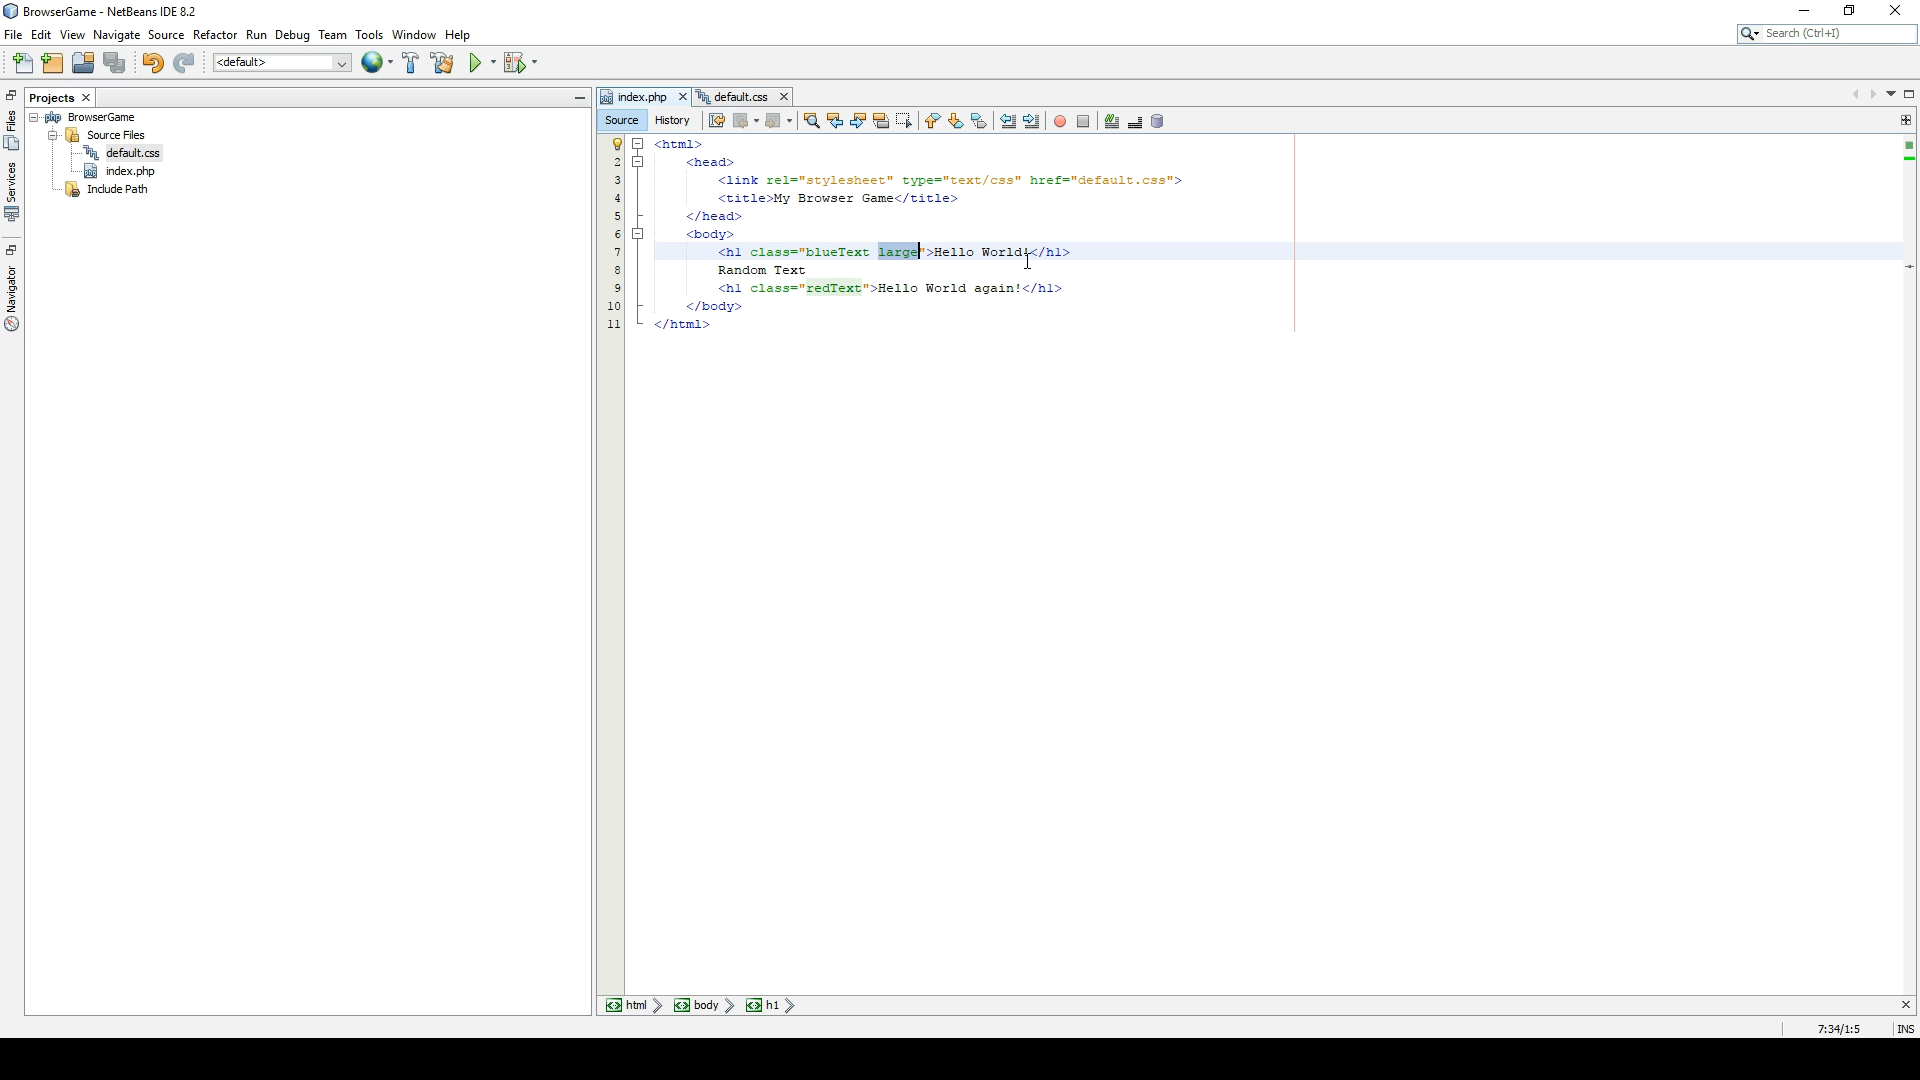 BrowserGame - NetBeans IDE 8.2
File Edit View Navigate Source Refactor Run Debug Team Tools Window Help
Search (Ctrl+I)
<default>
Projects
index.php
default.css
Files
Services
Navigator
BrowserGame
Source Files
default.css
index.php
Include Path
Source History
<html>
2 <head>
3 <link rel="stylesheet" type="text/css" href="default.css">
4 <title>My Browser Game</title>
5 </head>
6 <body>
7 <h1 class="blueText large">Hello World!</h1>
8 Random Text
9 <h1 class="redText">Hello World again!</h1>
10 </body>
11 </html>
html body h1
7:34/1:5 INS